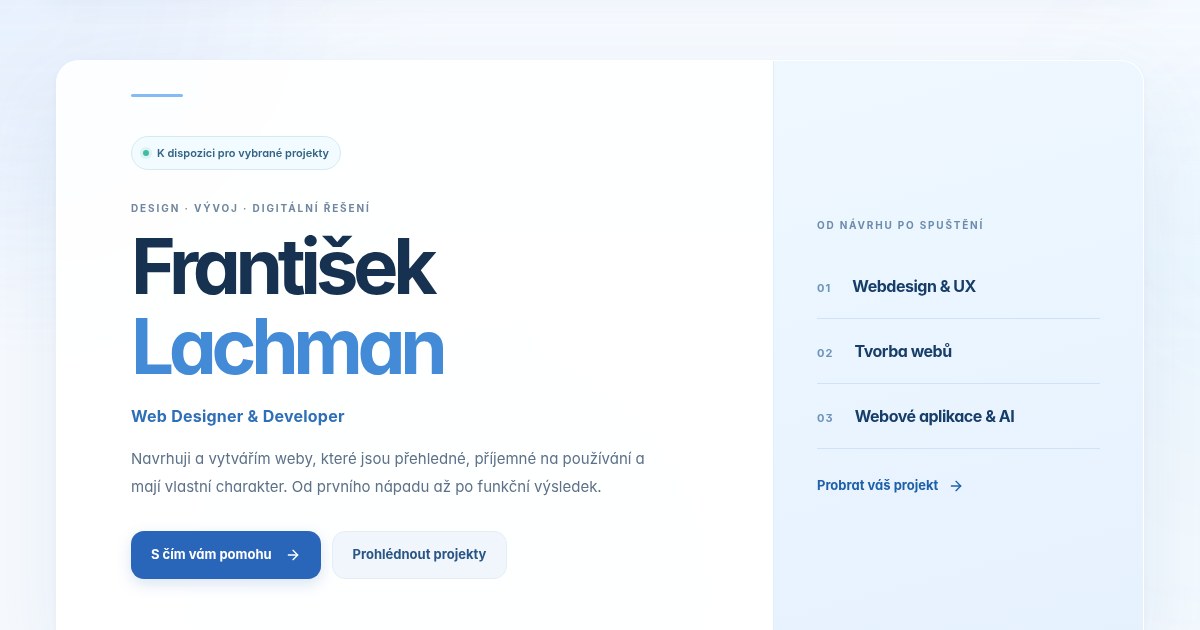 K dispozici pro vybrané projekty
DESIGN · VÝVOJ · DIGITÁLNÍ ŘEŠENÍ
František
Lachman
Web Designer & Developer
Navrhuji a vytvářím weby, které jsou přehledné, příjemné na používání a
mají vlastní charakter. Od prvního nápadu až po funkční výsledek.
S čím vám pomohu →
Prohlédnout projekty
OD NÁVRHU PO SPUŠTĚNÍ
01 Webdesign & UX
02 Tvorba webů
03 Webové aplikace & AI
Probrat váš projekt →